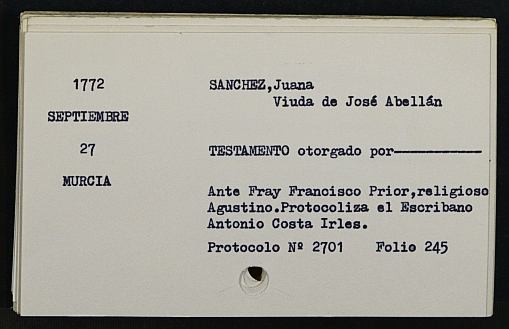 1772
SEPTIEMBRE
27
MURCIA
SANCHEZ,Juana
Viuda de José Abellán
TESTAMENTO otorgado por—————
Ante Fray Francisco Prior,religioso
Agustino.Protocoliza el Escribano
Antonio Costa Irles.
Protocolo Nº 2701 Folio 245